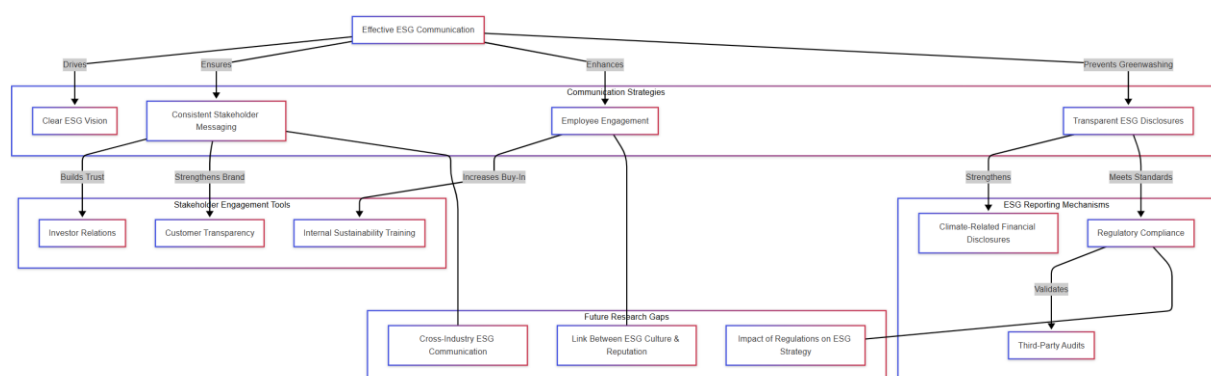 Effective ESG Communication
Drives
Ensures
Enhances
Prevents Greenwashing
Communication Strategies
Clear ESG Vision
Consistent Stakeholder
Messaging
Employee Engagement
Transparent ESG Disclosures
Builds Trust
Strengthens Brand
Increases Buy-In
Strengthens
Meets Standards
Stakeholder Engagement Tools
ESG Reporting Mechanisms
Investor Relations
Customer Transparency
Internal Sustainability Training
Climate-Related Financial
Disclosures
Regulatory Compliance
Validates
Future Research Gaps
Cross-Industry ESG
Communication
Link Between ESG Culture &
Reputation
Impact of Regulations on ESG
Strategy
Third-Party Audits